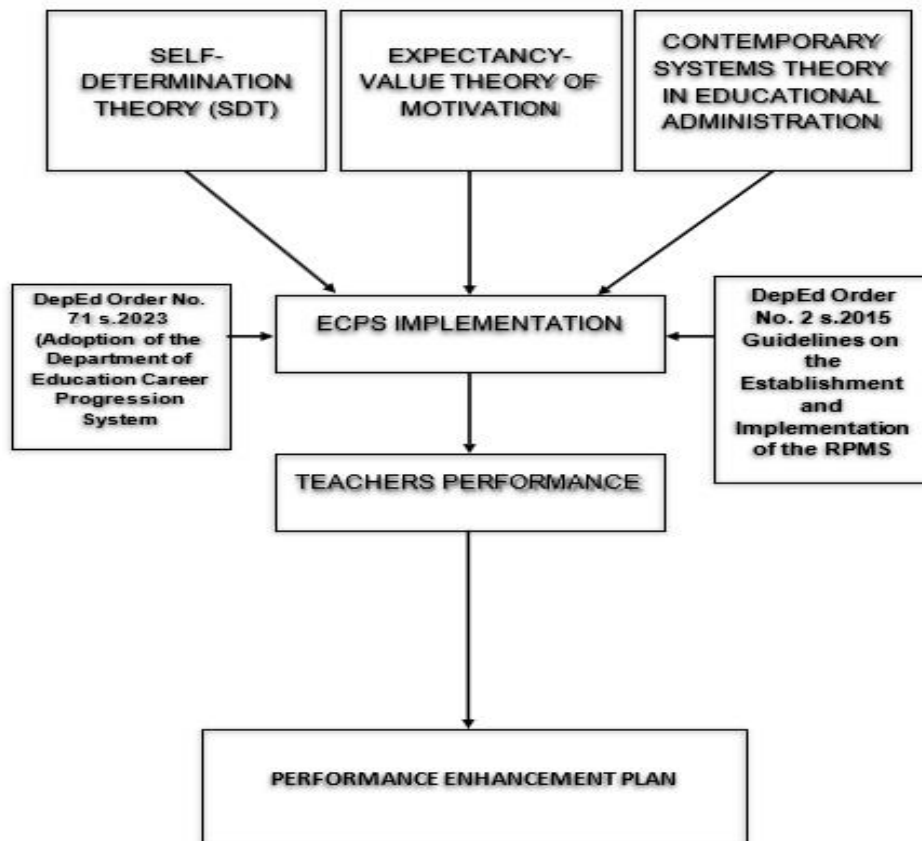 SELF-
DETERMINATION
THEORY (SDT)
EXPECTANCY-
VALUE THEORY OF
MOTIVATION
CONTEMPORARY
SYSTEMS THEORY
IN EDUCATIONAL
ADMINISTRATION
DepEd Order No.
71 s.2023
(Adoption of the
Department of
Education Career
Progression
System
ECPS IMPLEMENTATION
DepEd Order
No. 2 s.2015
Guidelines on
the
Establishment
and
Implementation
of the RPMS
TEACHERS PERFORMANCE
PERFORMANCE ENHANCEMENT PLAN